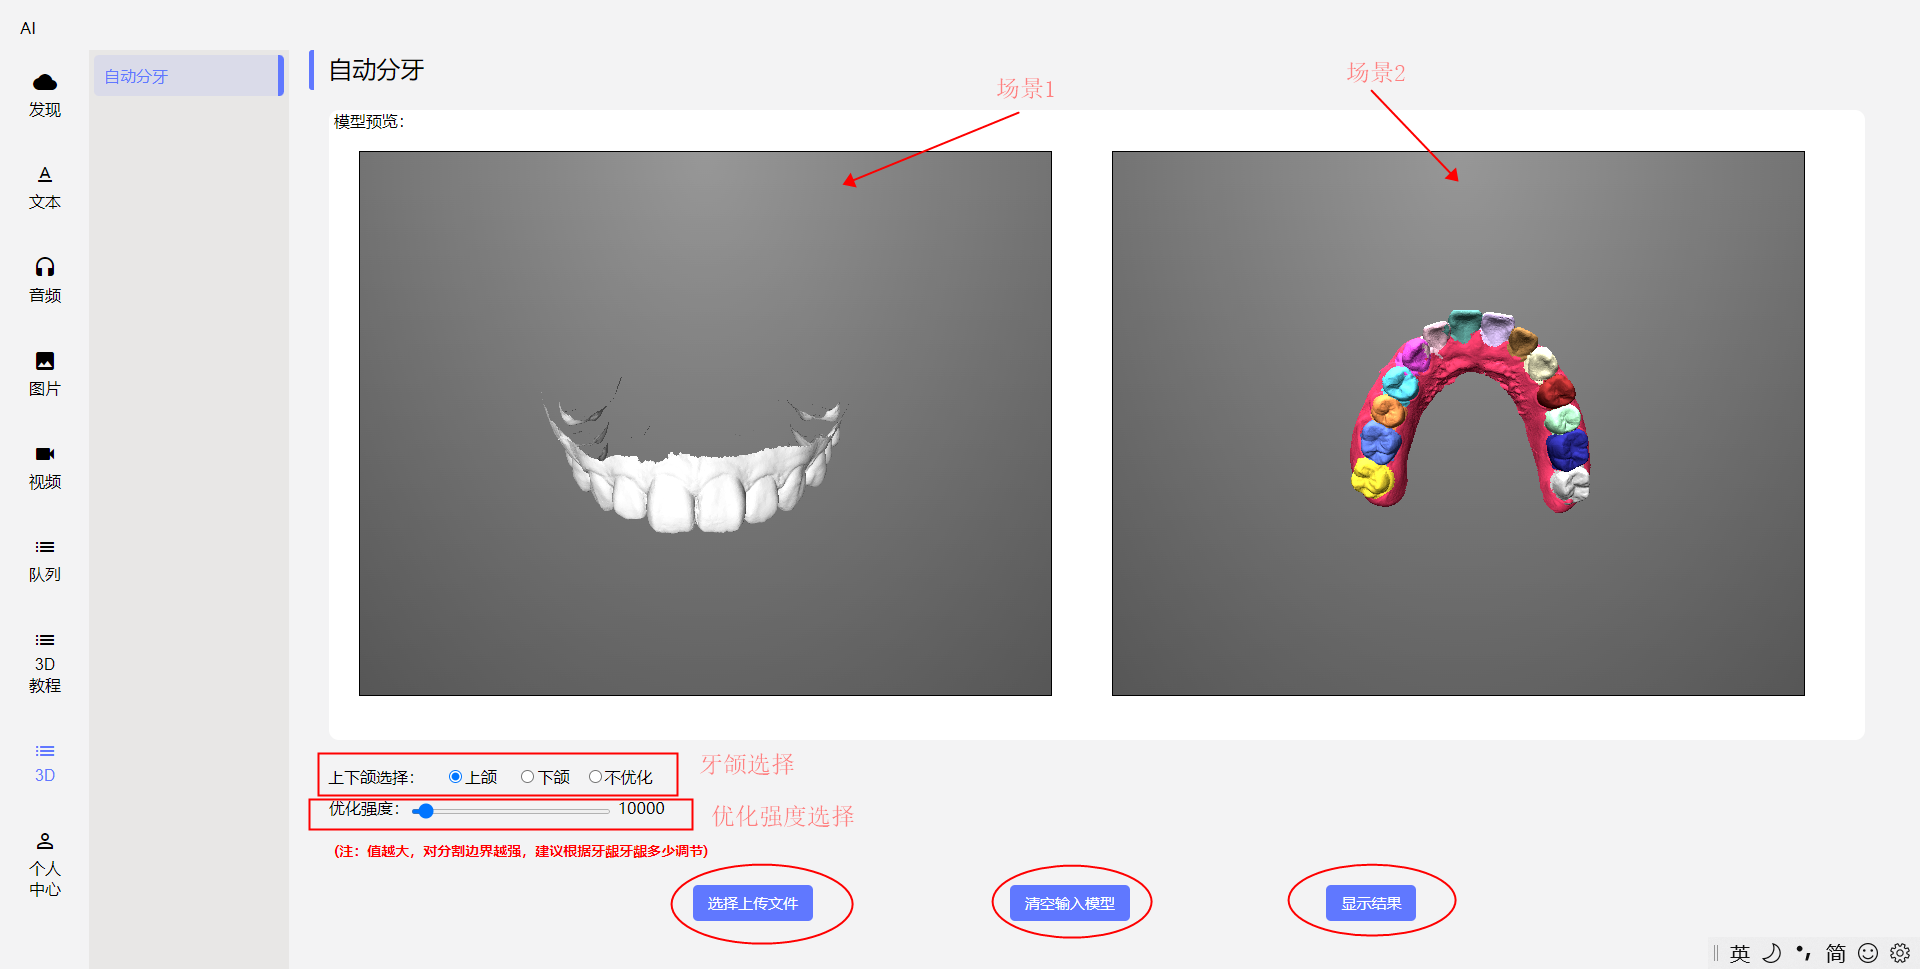 AI
发现
文本
音频
图片
视频
队列
3D
教程
3D
个人
中心
自动分牙
自动分牙
场景1
场景2
模型预览：
上下颌选择： 上颌 下颌 不优化
牙颌选择
优化强度： 10000
优化强度选择
(注：值越大，对分割边界越强，建议根据牙龈牙龈多少调节)
选择上传文件
清空输入模型
显示结果
英 简